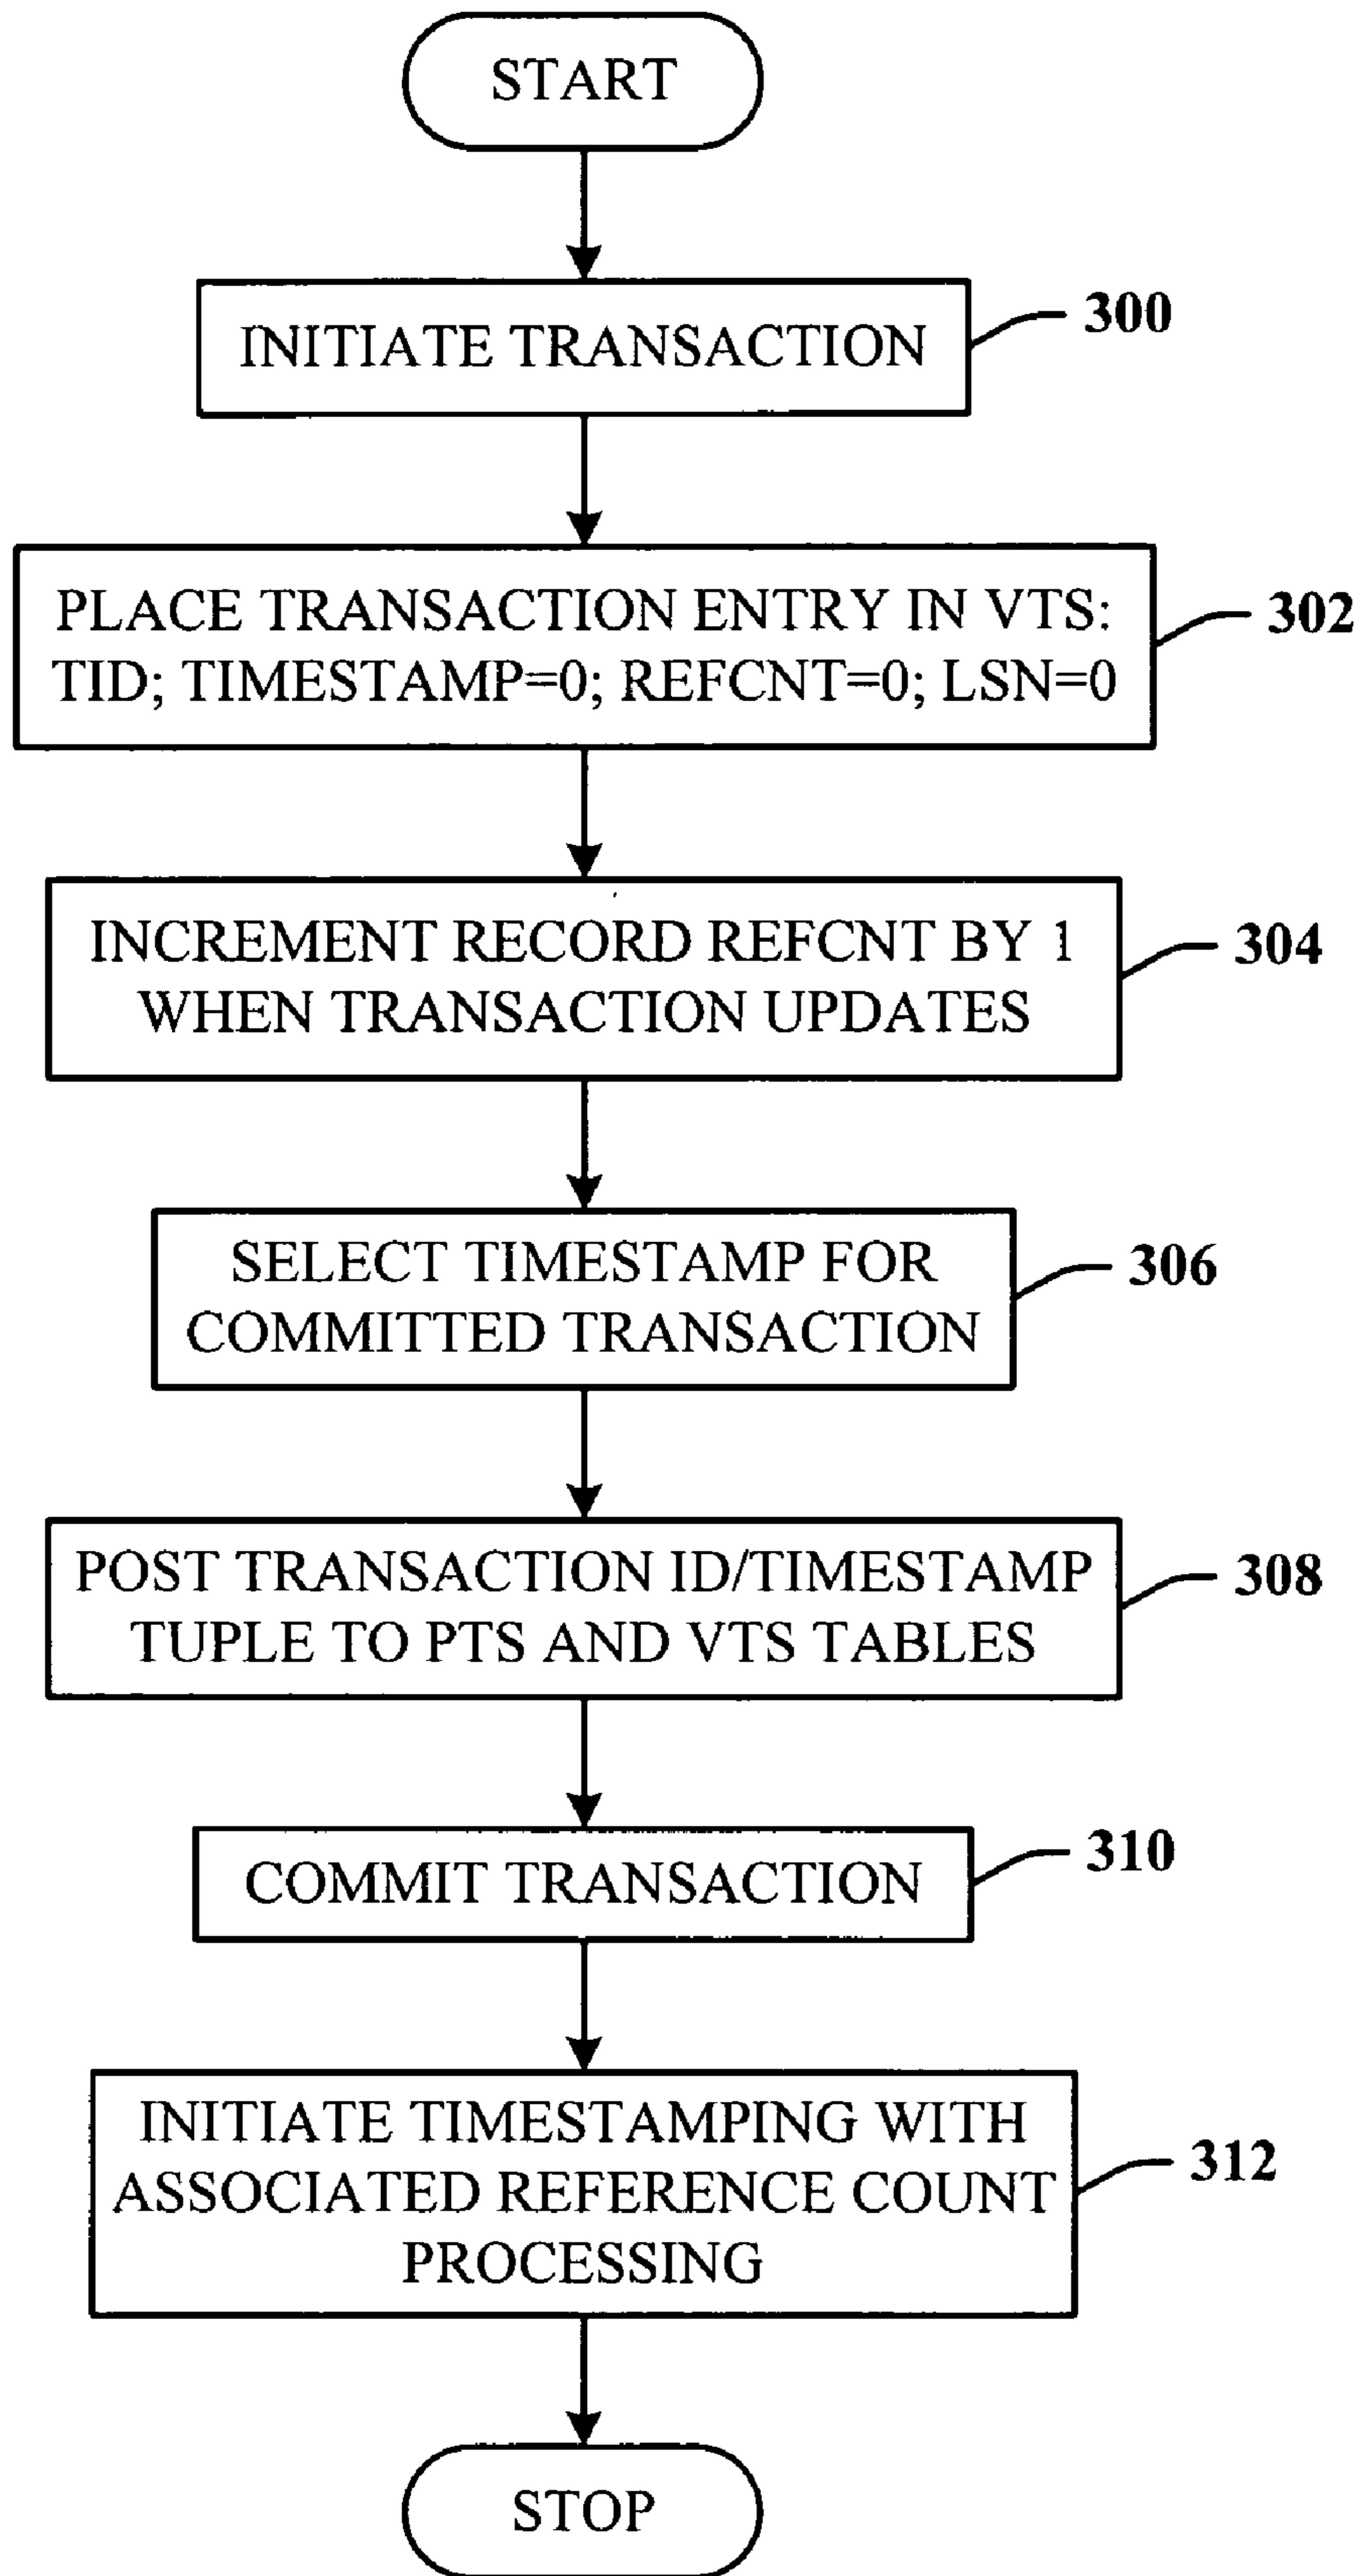 START
INITIATE TRANSACTION
300
PLACE TRANSACTION ENTRY IN VTS:
TID; TIMESTAMP=0; REFCNT=0; LSN=0
302
INCREMENT RECORD REFCNT BY 1
WHEN TRANSACTION UPDATES
304
SELECT TIMESTAMP FOR
COMMITTED TRANSACTION
306
POST TRANSACTION ID/TIMESTAMP
TUPLE TO PTS AND VTS TABLES
308
COMMIT TRANSACTION
310
INITIATE TIMESTAMPING WITH
ASSOCIATED REFERENCE COUNT
PROCESSING
312
STOP